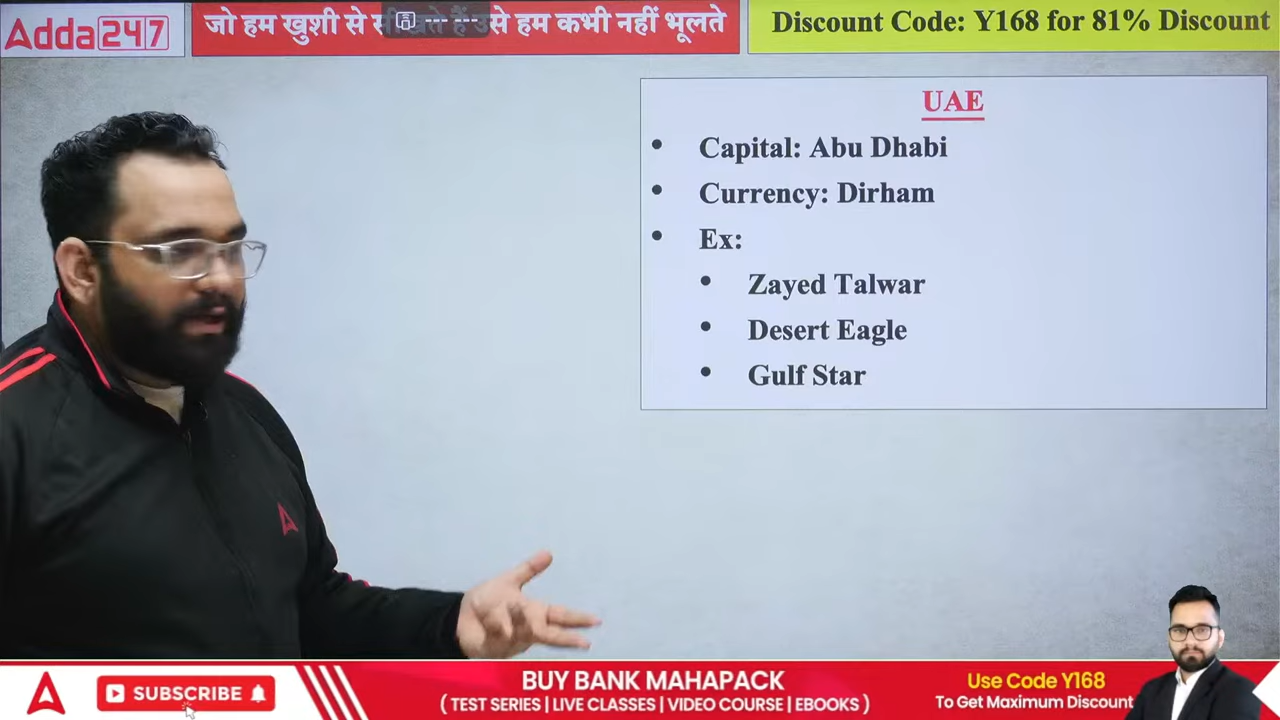 Adda247
जो हम खुशी से सीखते हैं उसे हम कभी नहीं भूलते
Discount Code: Y168 for 81% Discount
UAE
• Capital: Abu Dhabi
• Currency: Dirham
• Ex:
• Zayed Talwar
• Desert Eagle
• Gulf Star
SUBSCRIBE
BUY BANK MAHAPACK
( TEST SERIES | LIVE CLASSES | VIDEO COURSE | EBOOKS )
Use Code Y168
To Get Maximum Discount